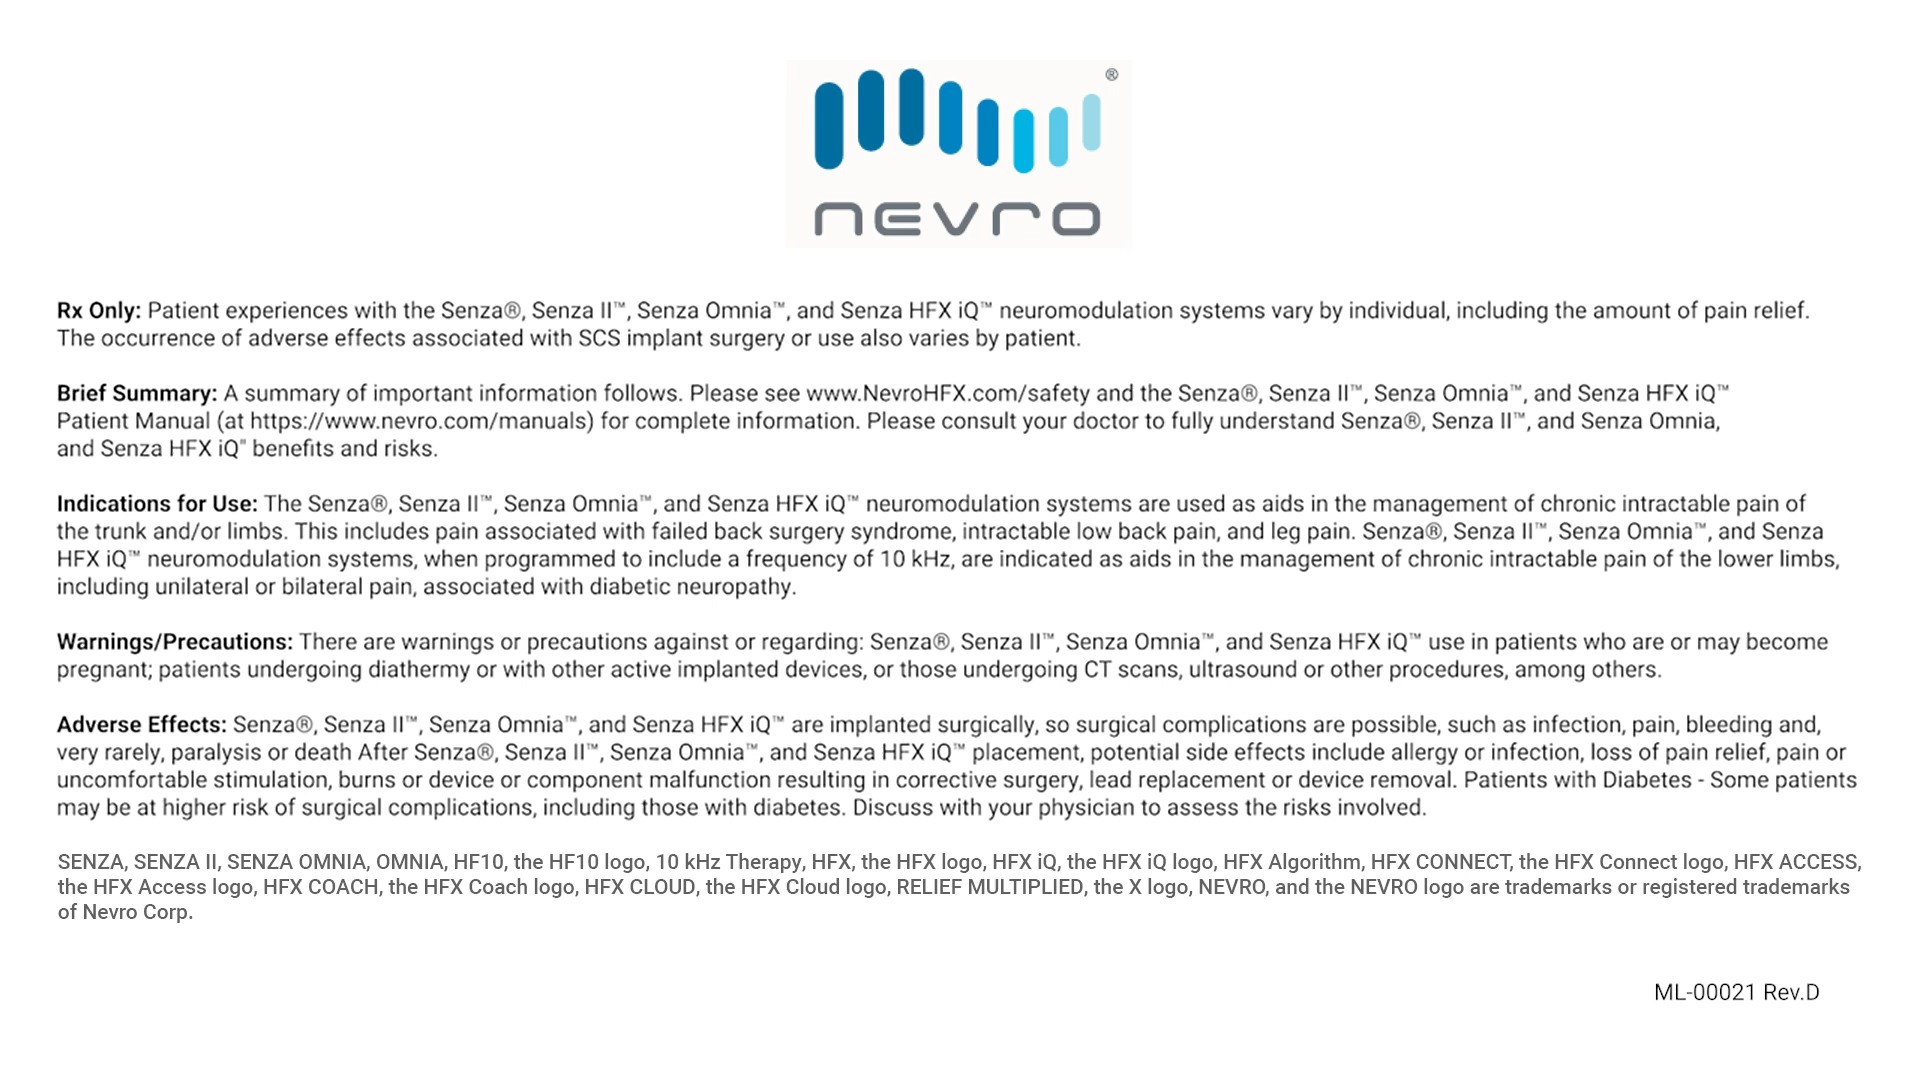 ®
nevro
Rx Only: Patient experiences with the Senza®, Senza II™, Senza Omnia™, and Senza HFX iQ™ neuromodulation systems vary by individual, including the amount of pain relief.
The occurrence of adverse effects associated with SCS implant surgery or use also varies by patient.
Brief Summary: A summary of important information follows. Please see www.NevroHFX.com/safety and the Senza®, Senza II™, Senza Omnia™, and Senza HFX iQ™
Patient Manual (at https://www.nevro.com/manuals) for complete information. Please consult your doctor to fully understand Senza®, Senza II™, and Senza Omnia,
and Senza HFX iQ" benefits and risks.
Indications for Use: The Senza®, Senza II™, Senza Omnia™, and Senza HFX iQ™ neuromodulation systems are used as aids in the management of chronic intractable pain of
the trunk and/or limbs. This includes pain associated with failed back surgery syndrome, intractable low back pain, and leg pain. Senza®, Senza II™, Senza Omnia™, and Senza
HFX iQ™ neuromodulation systems, when programmed to include a frequency of 10 kHz, are indicated as aids in the management of chronic intractable pain of the lower limbs,
including unilateral or bilateral pain, associated with diabetic neuropathy.
Warnings/Precautions: There are warnings or precautions against or regarding: Senza®, Senza II™, Senza Omnia™, and Senza HFX iQ™ use in patients who are or may become
pregnant; patients undergoing diathermy or with other active implanted devices, or those undergoing CT scans, ultrasound or other procedures, among others.
Adverse Effects: Senza®, Senza II™, Senza Omnia™, and Senza HFX iQ™ are implanted surgically, so surgical complications are possible, such as infection, pain, bleeding and,
very rarely, paralysis or death After Senza®, Senza II™, Senza Omnia™, and Senza HFX iQ™ placement, potential side effects include allergy or infection, loss of pain relief, pain or
uncomfortable stimulation, burns or device or component malfunction resulting in corrective surgery, lead replacement or device removal. Patients with Diabetes - Some patients
may be at higher risk of surgical complications, including those with diabetes. Discuss with your physician to assess the risks involved.
SENZA, SENZA II, SENZA OMNIA, OMNIA, HF10, the HF10 logo, 10 kHz Therapy, HFX, the HFX logo, HFX iQ, the HFX iQ logo, HFX Algorithm, HFX CONNECT, the HFX Connect logo, HFX ACCESS,
the HFX Access logo, HFX COACH, the HFX Coach logo, HFX CLOUD, the HFX Cloud logo, RELIEF MULTIPLIED, the X logo, NEVRO, and the NEVRO logo are trademarks or registered trademarks
of Nevro Corp.
ML-00021 Rev.D